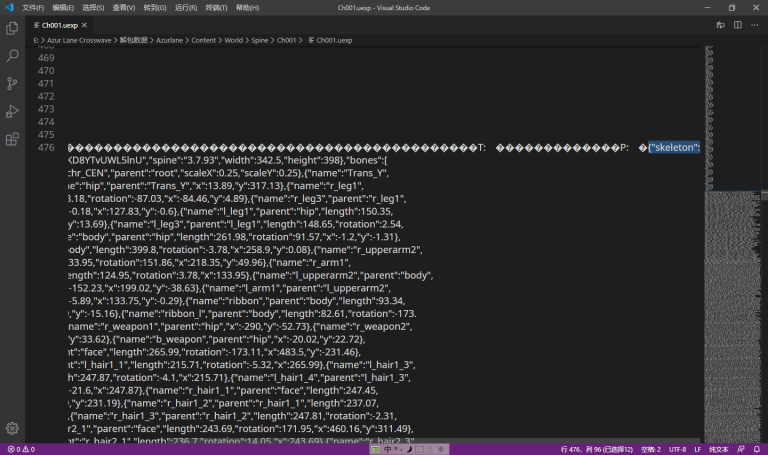 文件(F) 编辑(E) 选择(S) 查看(V) 转到(G) 运行(R) 终端(T) 帮助(H) Ch001.uexp - Visual Studio Code
Ch001.uexp
E: > Azur Lane Crosswave > 解包数据 > Azurlane > Content > World > Spine > Ch001 > Ch001.uexp
468
469
470
471
472
473
474
475
476 ������������������������������������������������T: ���������������P: �{"skeleton":
KD8YTvUWL5lnU","spine":"3.7.93","width":342.5,"height":398},"bones":[
chr_CEN","parent":"root","scaleX":0.25,"scaleY":0.25},{"name":"Trans_Y",
me":"hip","parent":"Trans_Y","x":13.89,"y":317.13},{"name":"r_leg1",
3.18,"rotation":-87.03,"x":-84.46,"y":4.89},{"name":"r_leg3","parent":"r_leg1",
-0.18,"x":127.83,"y":-0.6},{"name":"l_leg1","parent":"hip","length":150.35,
y":13.69},{"name":"l_leg3","parent":"l_leg1","length":148.65,"rotation":2.54,
e":"body","parent":"hip","length":261.98,"rotation":91.57,"x":-1.2,"y":-1.31},
ody","length":399.8,"rotation":-3.78,"x":258.9,"y":0.08},{"name":"r_upperarm2",
33.95,"rotation":151.86,"x":218.35,"y":49.96},{"name":"r_arm1",
ength":124.95,"rotation":3.78,"x":133.95},{"name":"l_upperarm2","parent":"body",
-152.23,"x":199.02,"y":-38.63},{"name":"l_arm1","parent":"l_upperarm2",
-5.89,"x":133.75,"y":-0.29},{"name":"ribbon","parent":"body","length":93.34,
,"y":-15.16},{"name":"ribbon_l","parent":"body","length":82.61,"rotation":-173.
name":"r_weapon1","parent":"hip","x":-290,"y":-52.73},{"name":"r_weapon2",
y":33.62},{"name":"b_weapon","parent":"hip","x":-20.02,"y":22.72},
nt":"face","length":265.99,"rotation":-173.11,"x":483.5,"y":-231.46},
t":"l_hair1_1","length":215.71,"rotation":-5.32,"x":265.99},{"name":"l_hair1_3",
h":247.87,"rotation":-4.1,"x":215.71},{"name":"l_hair1_4","parent":"l_hair1_3",
-21.6,"x":247.87},{"name":"r_hair1_1","parent":"face","length":247.45,
,"y":231.19},{"name":"r_hair1_2","parent":"r_hair1_1","length":237.07,
,{"name":"r_hair1_3","parent":"r_hair1_2","length":247.81,"rotation":-2.31,
r2_1","parent":"face","length":243.69,"rotation":171.95,"x":460.16,"y":311.49},
nt":"r_hair2_1","length":236.7,"rotation":14.05,"x":243.69},{"name":"r_hair2_3",
0 0 中 行 476，列 96 (已选择12) 空格: 2 UTF-8 LF 纯文本